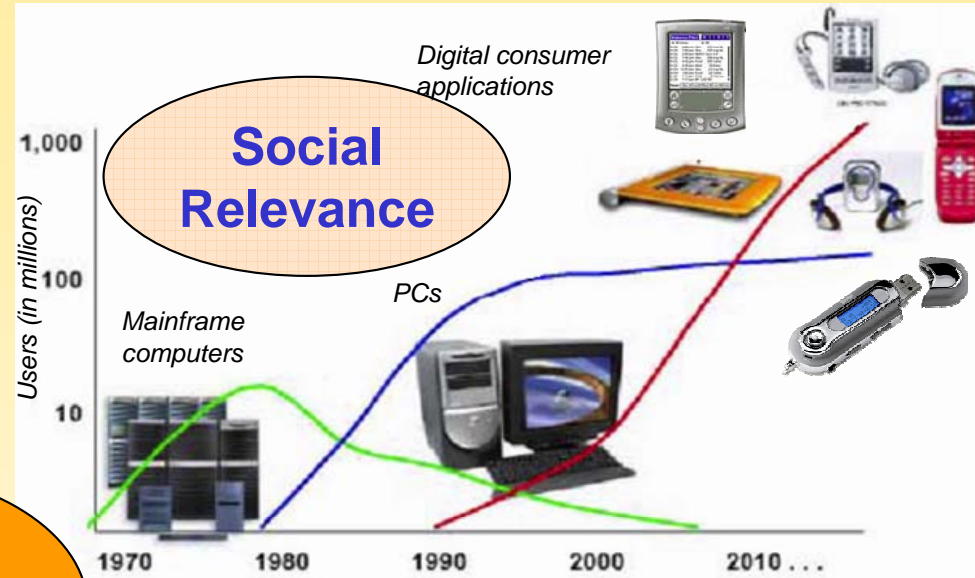 Digital consumer
applications
Social
Relevance
1,000
Users (in millions)
100
PCs
Mainframe
computers
10
1970
1980
1990
2000
2010 . . .